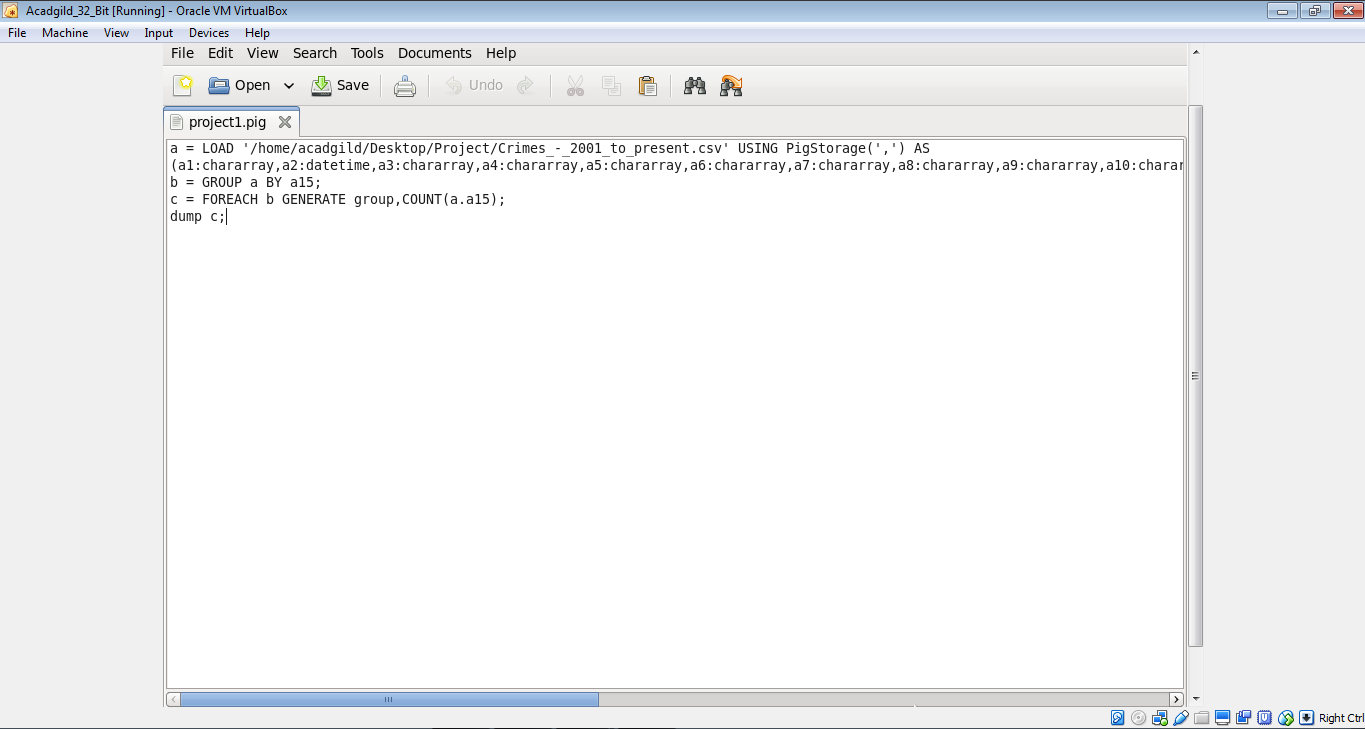 Acadgild_32_Bit [Running] - Oracle VM VirtualBox
File Machine View Input Devices Help
File Edit View Search Tools Documents Help
Open Save Undo
project1.pig
a = LOAD '/home/acadgild/Desktop/Project/Crimes_-_2001_to_present.csv' USING PigStorage(',') AS
(a1:chararray,a2:datetime,a3:chararray,a4:chararray,a5:chararray,a6:chararray,a7:chararray,a8:chararray,a9:chararray,a10:charar
b = GROUP a BY a15;
c = FOREACH b GENERATE group,COUNT(a.a15);
dump c;
Right Ctrl